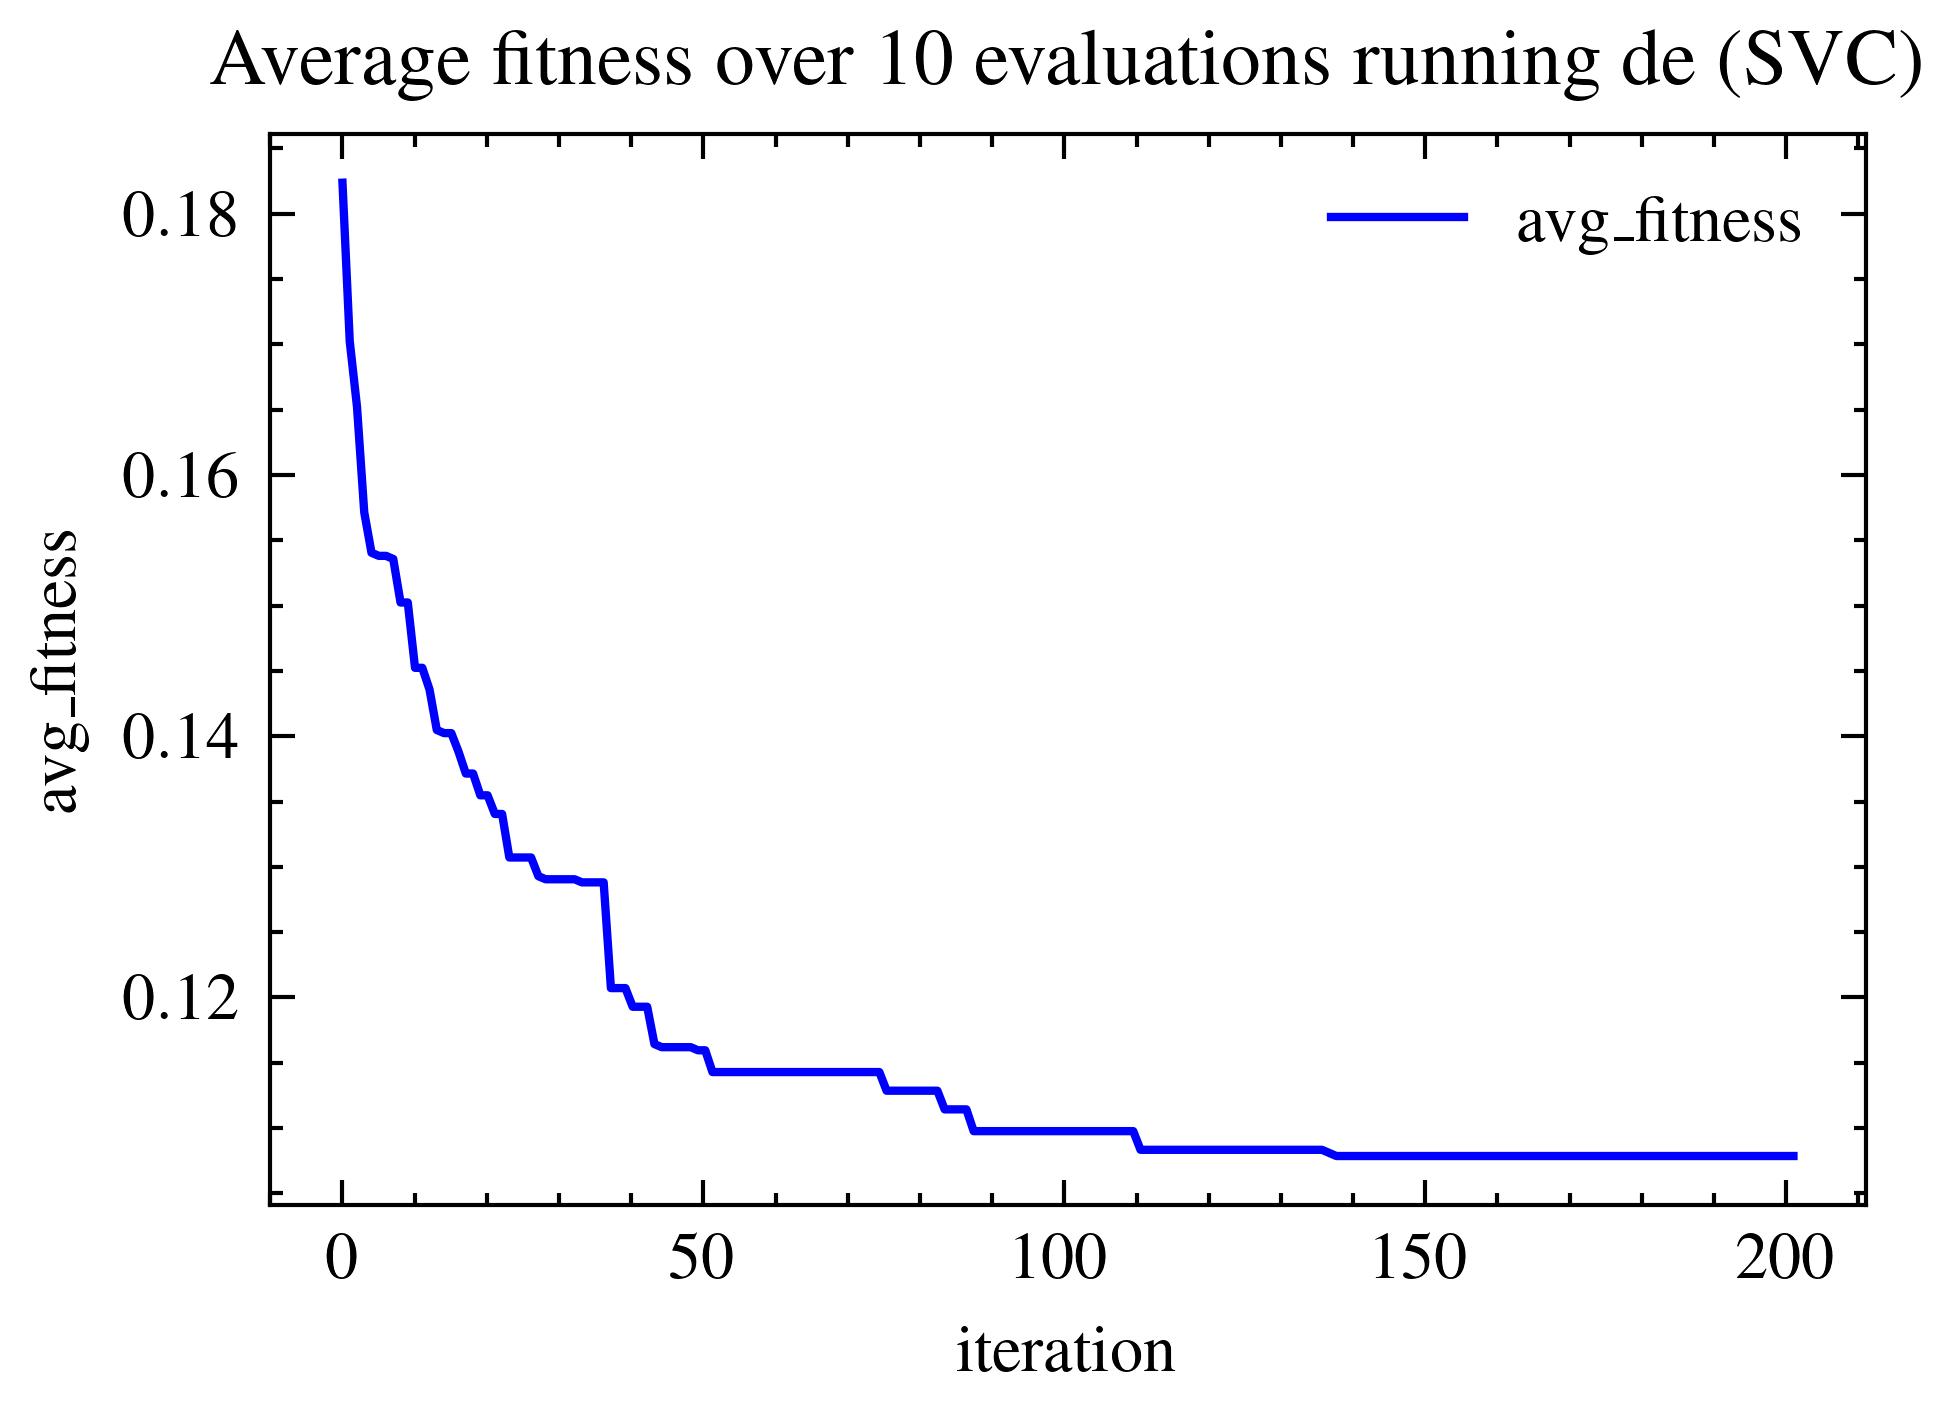 Average fitness over 10 evaluations running de (SVC)
avg_fitness
0.18
0.16
0.14
0.12
avg_fitness
0 50 100 150 200
iteration